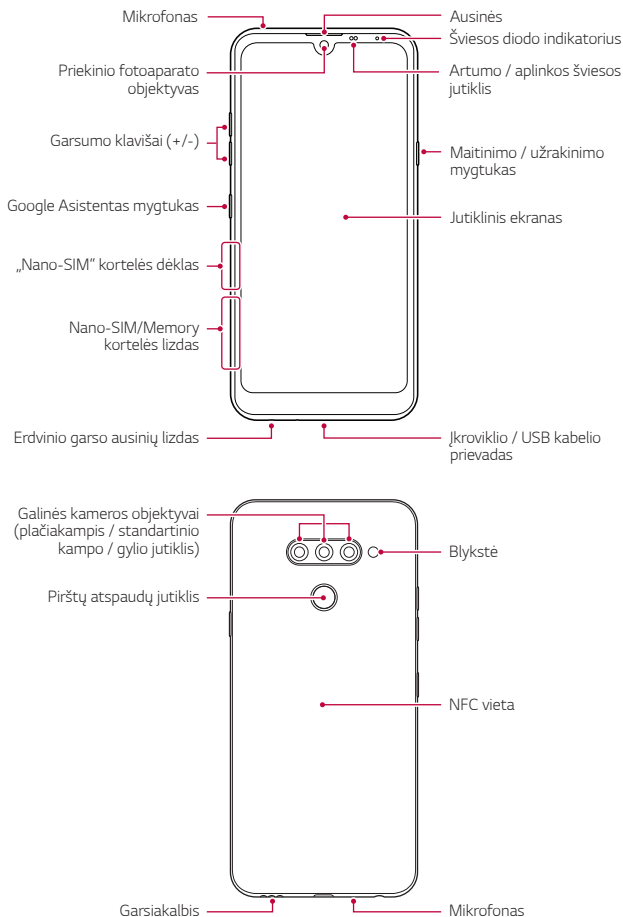 Mikrofonas
Ausinės
Šviesos diodo indikatorius
Priekinio fotoaparato
objektyvas
Artumo / aplinkos šviesos
jutiklis
Garsumo klavišai (+/-)
Maitinimo / užrakinimo
mygtukas
Google Asistentas mygtukas
Jutiklinis ekranas
„Nano-SIM“ kortelės dėklas
Nano-SIM/Memory
kortelės lizdas
Erdvinio garso ausinių lizdas
Įkroviklio / USB kabelio
prievadas
Galinės kameros objektyvai
(plačiakampis / standartinio
kampo / gylio jutiklis)
Blykstė
Pirštų atspaudų jutiklis
NFC vieta
Garsiakalbis
Mikrofonas